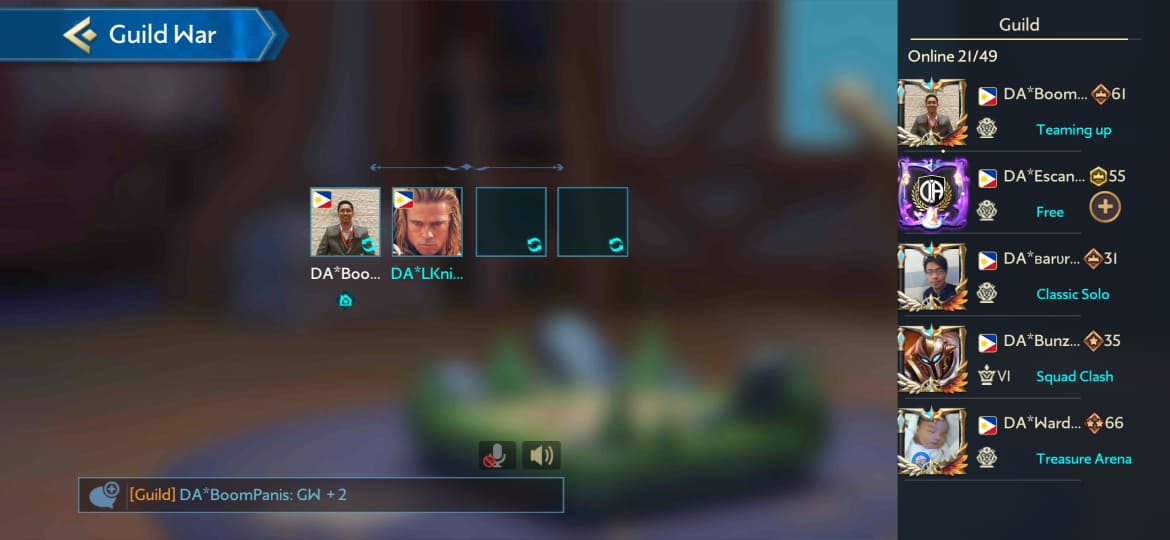 Guild War
Guild
Online 21/49
DA*Boom... 61
Teaming up
DA*Escan... 55
Free
DA*ʙᴀruʀ... 31
Classic Solo
DA*Bunz... 35
VI Squad Clash
DA*Ward... 66
Treasure Arena
DA*Boo... DA*LKni...
[Guild] DA*BoomPanis: GW +2